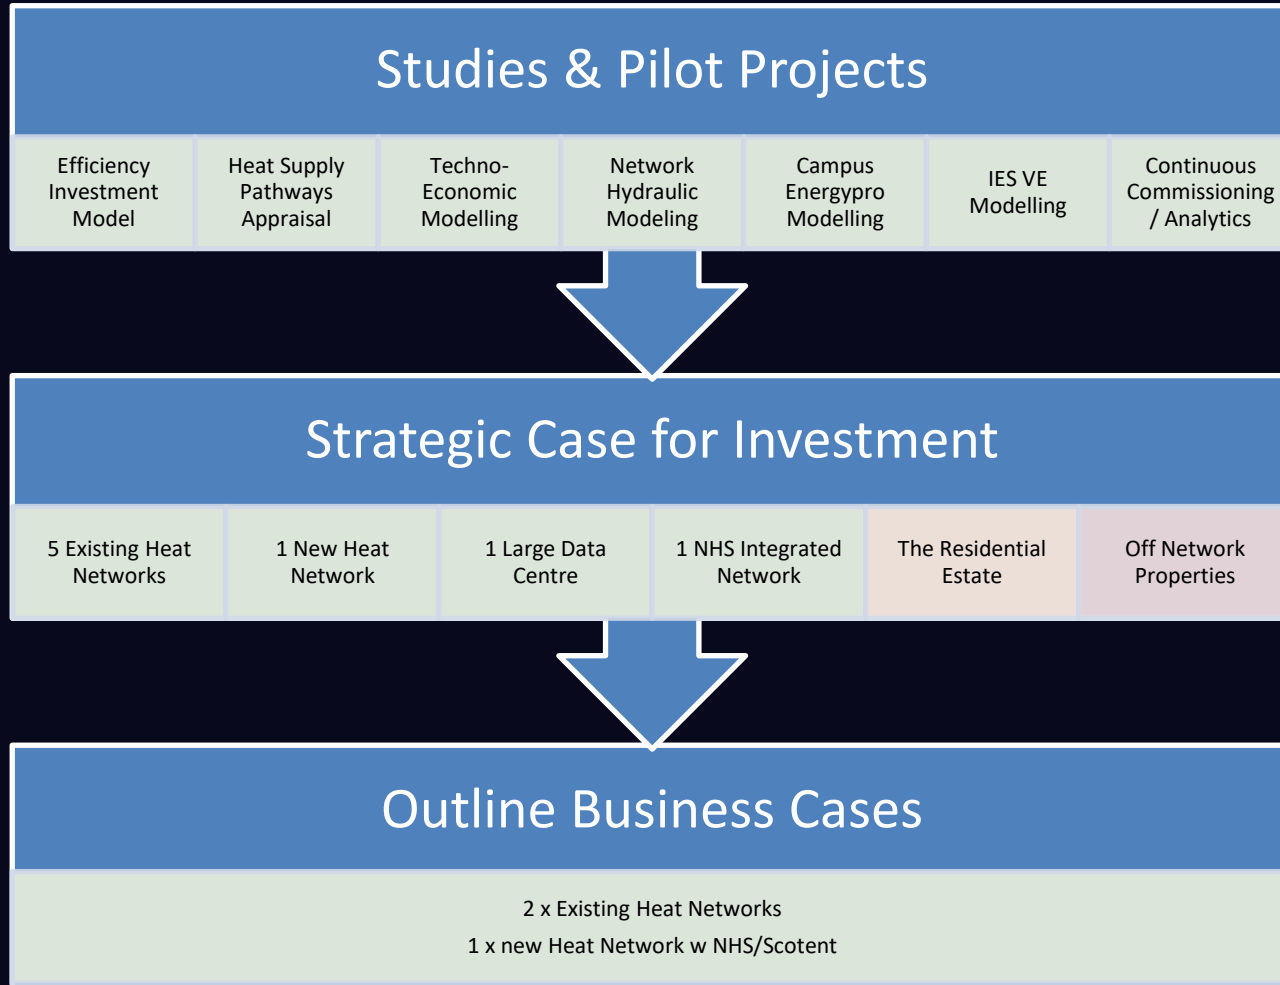 Studies & Pilot Projects
Efficiency
Investment
Model
Heat Supply
Pathways
Appraisal
Techno-
Economic
Modelling
Network
Hydraulic
Modeling
Campus
Energypro
Modelling
IES VE
Modelling
Continuous
Commissioning
/ Analytics
Strategic Case for Investment
5 Existing Heat
Networks
1 New Heat
Network
1 Large Data
Centre
1 NHS Integrated
Network
The Residential
Estate
Off Network
Properties
Outline Business Cases
2 x Existing Heat Networks
1 x new Heat Network w NHS/Scotent